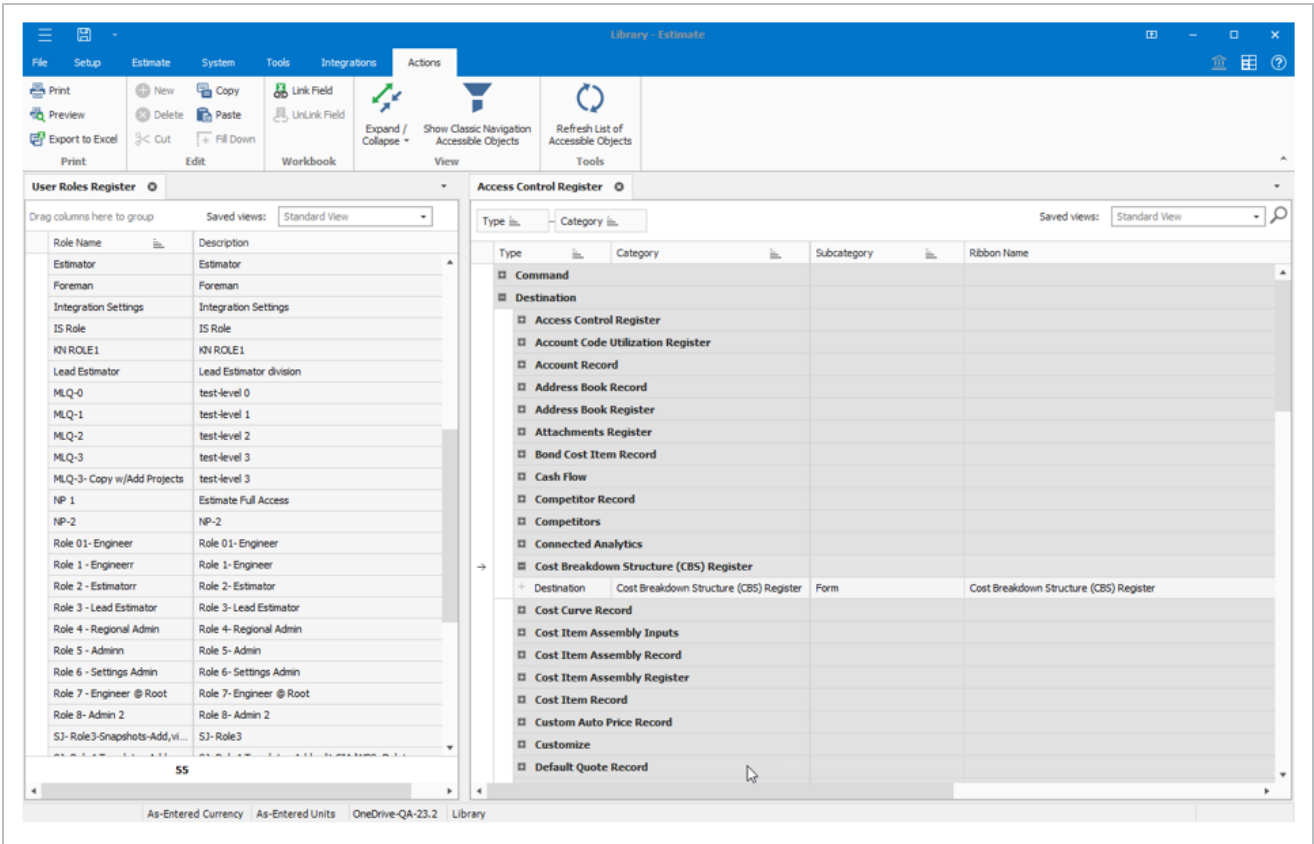 Library - Estimate
File Setup Estimate System Tools Integrations Actions
Print New Copy Link Field
Preview Delete Paste UnLink Field
Export to Excel Cut Fill Down
Expand / Collapse
Show Classic Navigation Accessible Objects
Refresh List of Accessible Objects
Print Edit Workbook View Tools
User Roles Register
Drag columns here to group Saved views: Standard View
Role Name Description
Estimator Estimator
Foreman Foreman
Integration Settings Integration Settings
IS Role IS Role
KN ROLE1 KN ROLE1
Lead Estimator Lead Estimator division
MLQ-0 test-level 0
MLQ-1 test-level 1
MLQ-2 test-level 2
MLQ-3 test-level 3
MLQ-3- Copy w/Add Projects test-level 3
NP 1 Estimate Full Access
NP-2 NP-2
Role 01- Engineer Role 01- Engineer
Role 1 - Engineerr Role 1- Engineer
Role 2 - Estimatorr Role 2- Estimator
Role 3 - Lead Estimator Role 3- Lead Estimator
Role 4 - Regional Admin Role 4- Regional Admin
Role 5 - Adminn Role 5- Admin
Role 6 - Settings Admin Role 6- Settings Admin
Role 7 - Engineer @ Root Role 7- Engineer @ Root
Role 8- Admin 2 Role 8- Admin 2
SJ- Role3-Snapshots-Add,vi... SJ- Role3
55
Access Control Register
Type Category Saved views: Standard View
Type Category Subcategory Ribbon Name
Command
Destination
Access Control Register
Account Code Utilization Register
Account Record
Address Book Record
Address Book Register
Attachments Register
Bond Cost Item Record
Cash Flow
Competitor Record
Competitors
Connected Analytics
Cost Breakdown Structure (CBS) Register
Destination Cost Breakdown Structure (CBS) Register Form Cost Breakdown Structure (CBS) Register
Cost Curve Record
Cost Item Assembly Inputs
Cost Item Assembly Record
Cost Item Assembly Register
Cost Item Record
Custom Auto Price Record
Customize
Default Quote Record
As-Entered Currency As-Entered Units OneDrive-QA-23.2 Library